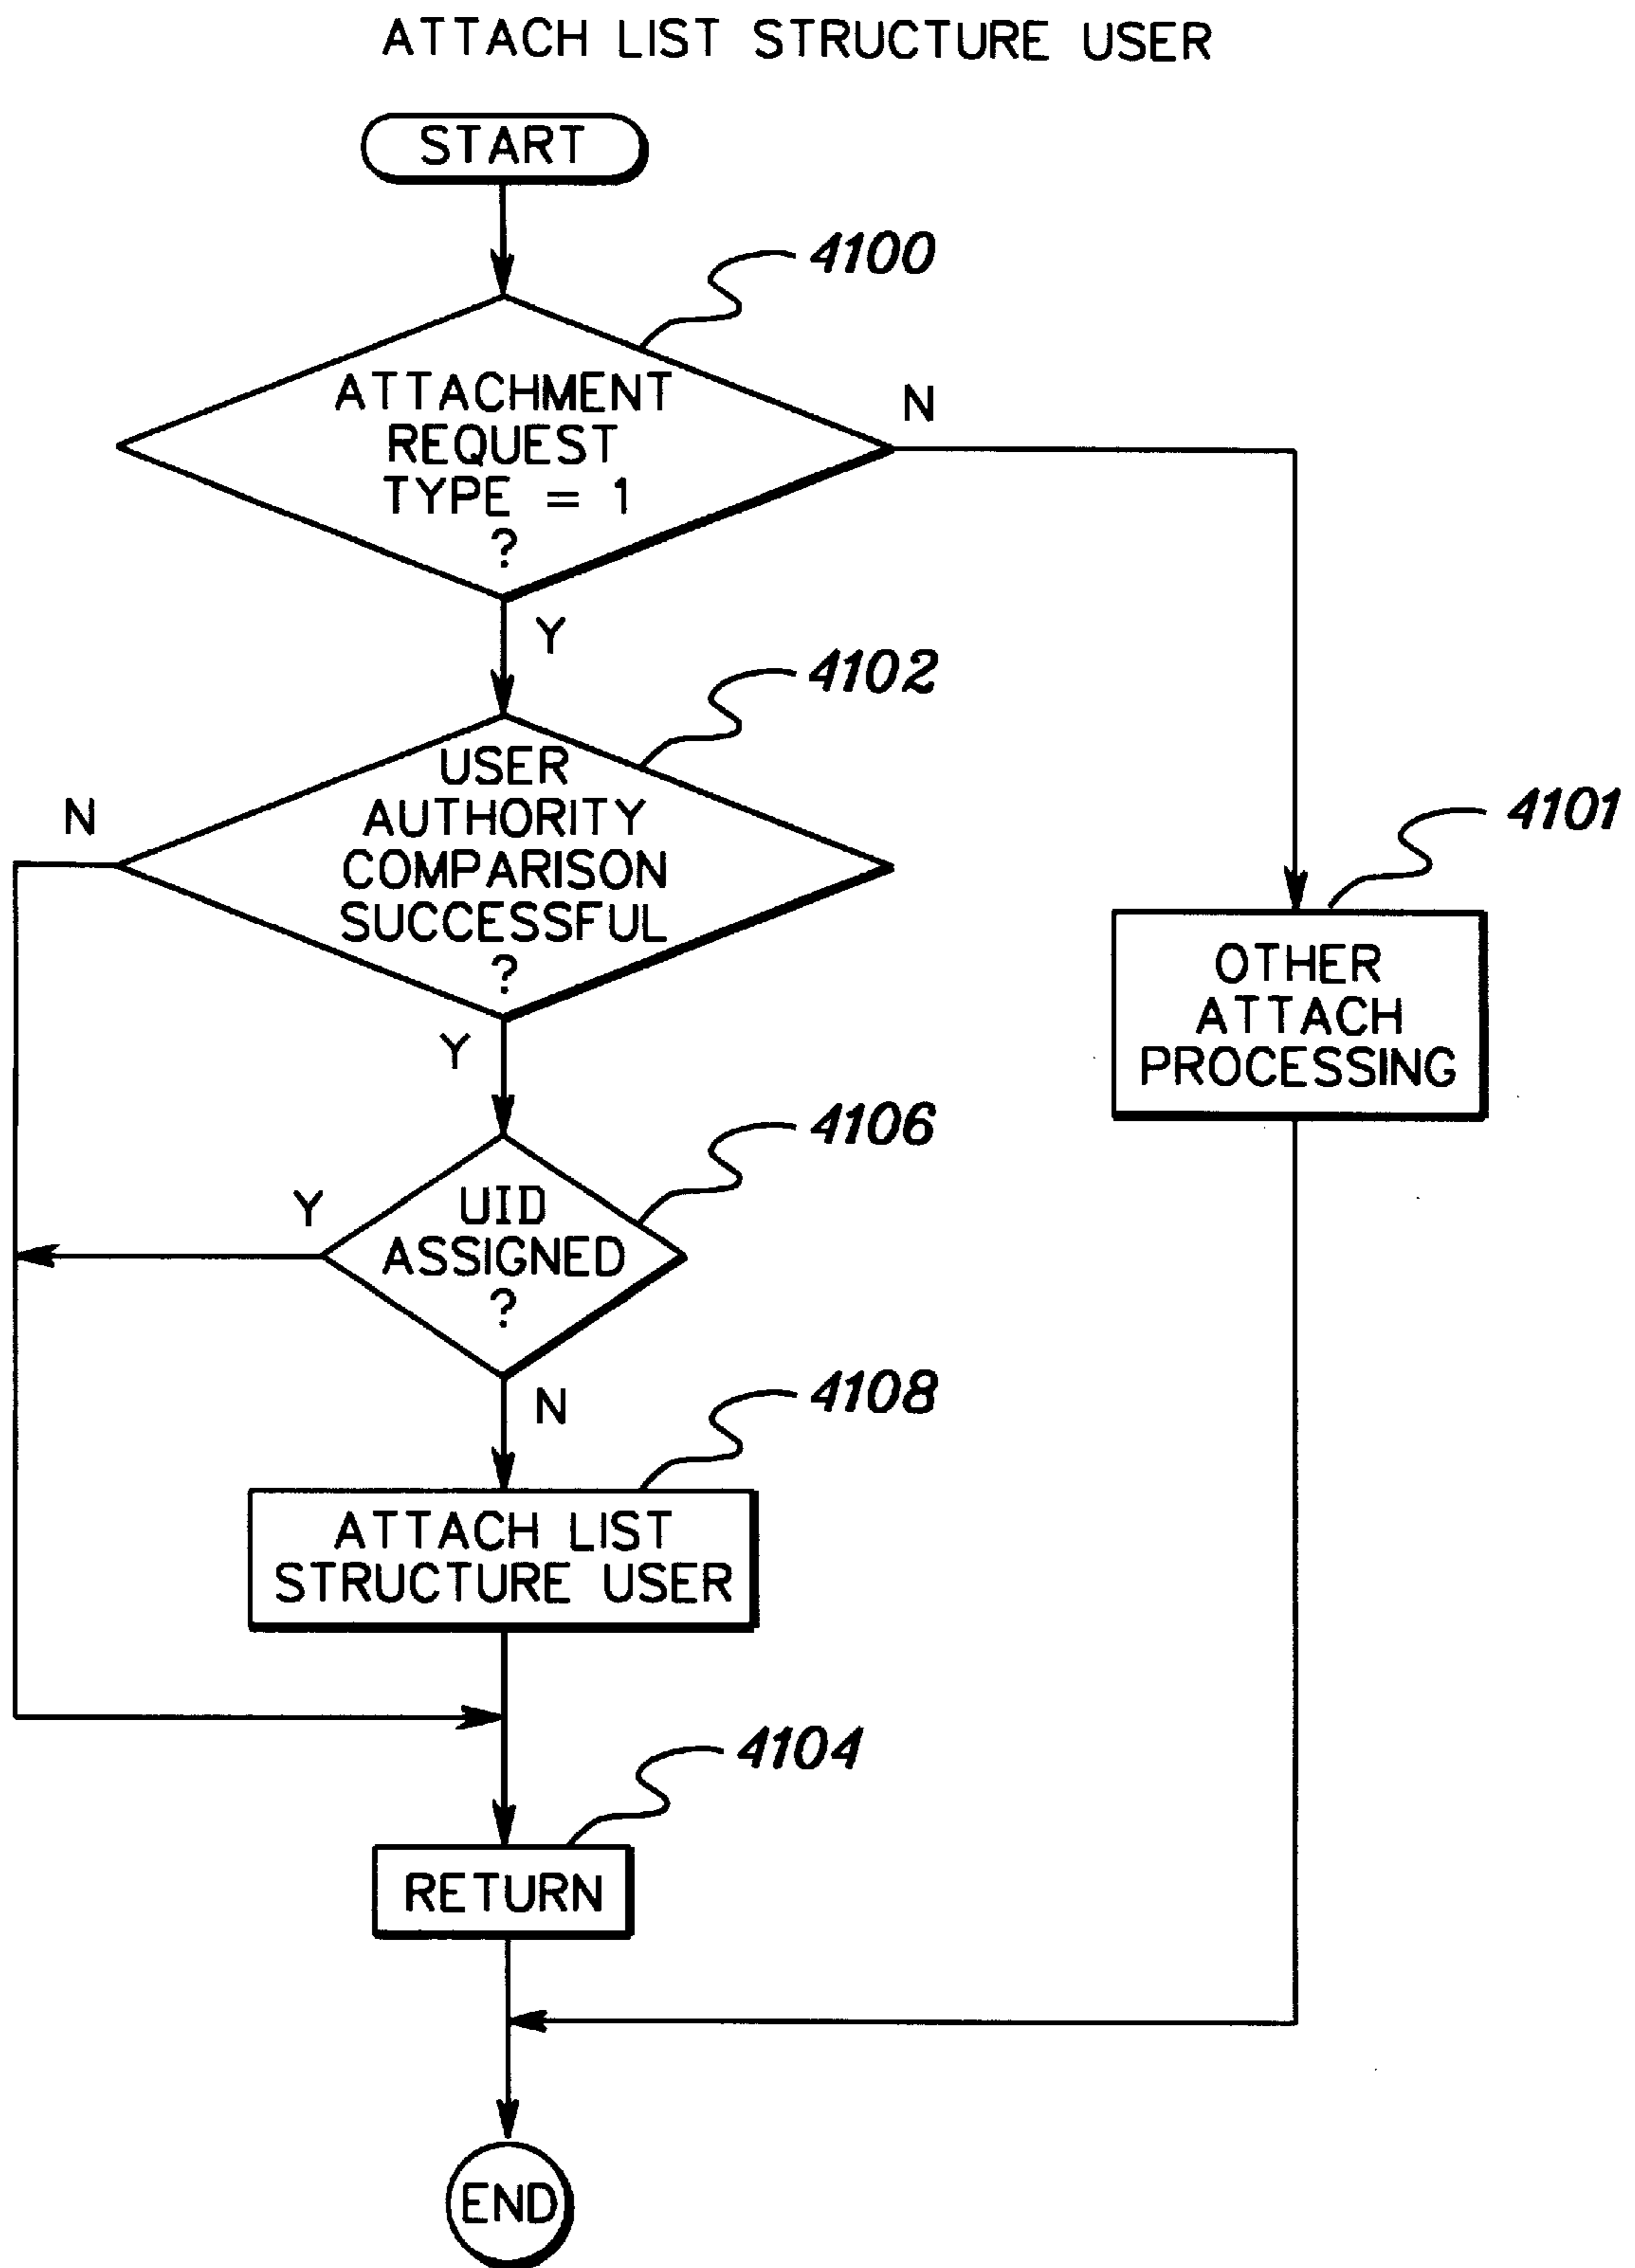 ATTACH LIST STRUCTURE USER
START
4100
ATTACHMENT
REQUEST
TYPE = 1
?
N
Y
4102
USER
AUTHORITY
COMPARISON
SUCCESSFUL
?
N
Y
4101
OTHER
ATTACH
PROCESSING
4106
UID
ASSIGNED
?
Y
N
4108
ATTACH LIST
STRUCTURE USER
4104
RETURN
END